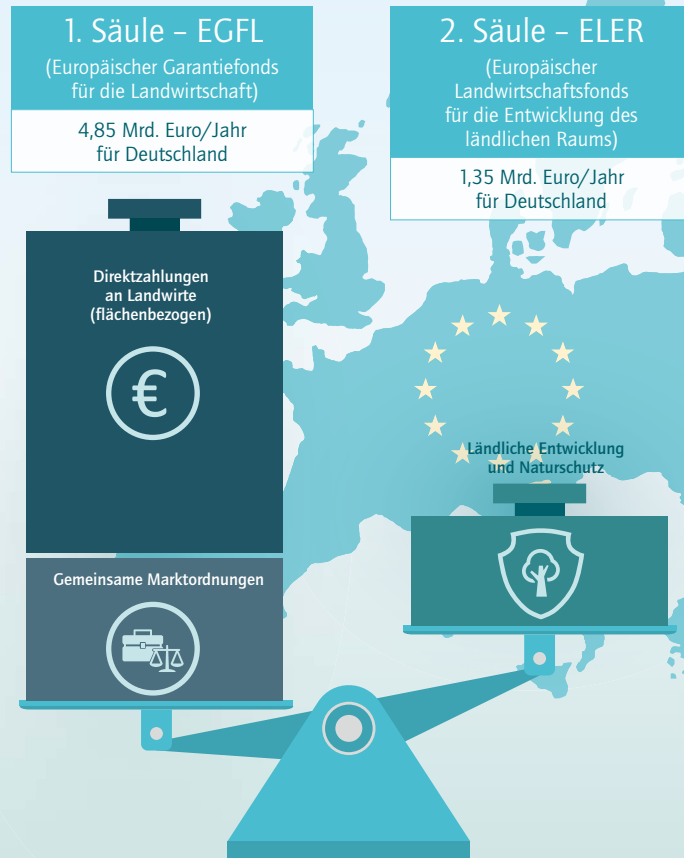 1. Säule – EGFL
(Europäischer Garantiefonds
für die Landwirtschaft)
4,85 Mrd. Euro/Jahr
für Deutschland
2. Säule – ELER
(Europäischer
Landwirtschaftsfonds
für die Entwicklung des
ländlichen Raums)
1,35 Mrd. Euro/Jahr
für Deutschland
Direktzahlungen
an Landwirte
(flächenbezogen)
€
Gemeinsame Marktordnungen
Ländliche Entwicklung
und Naturschutz